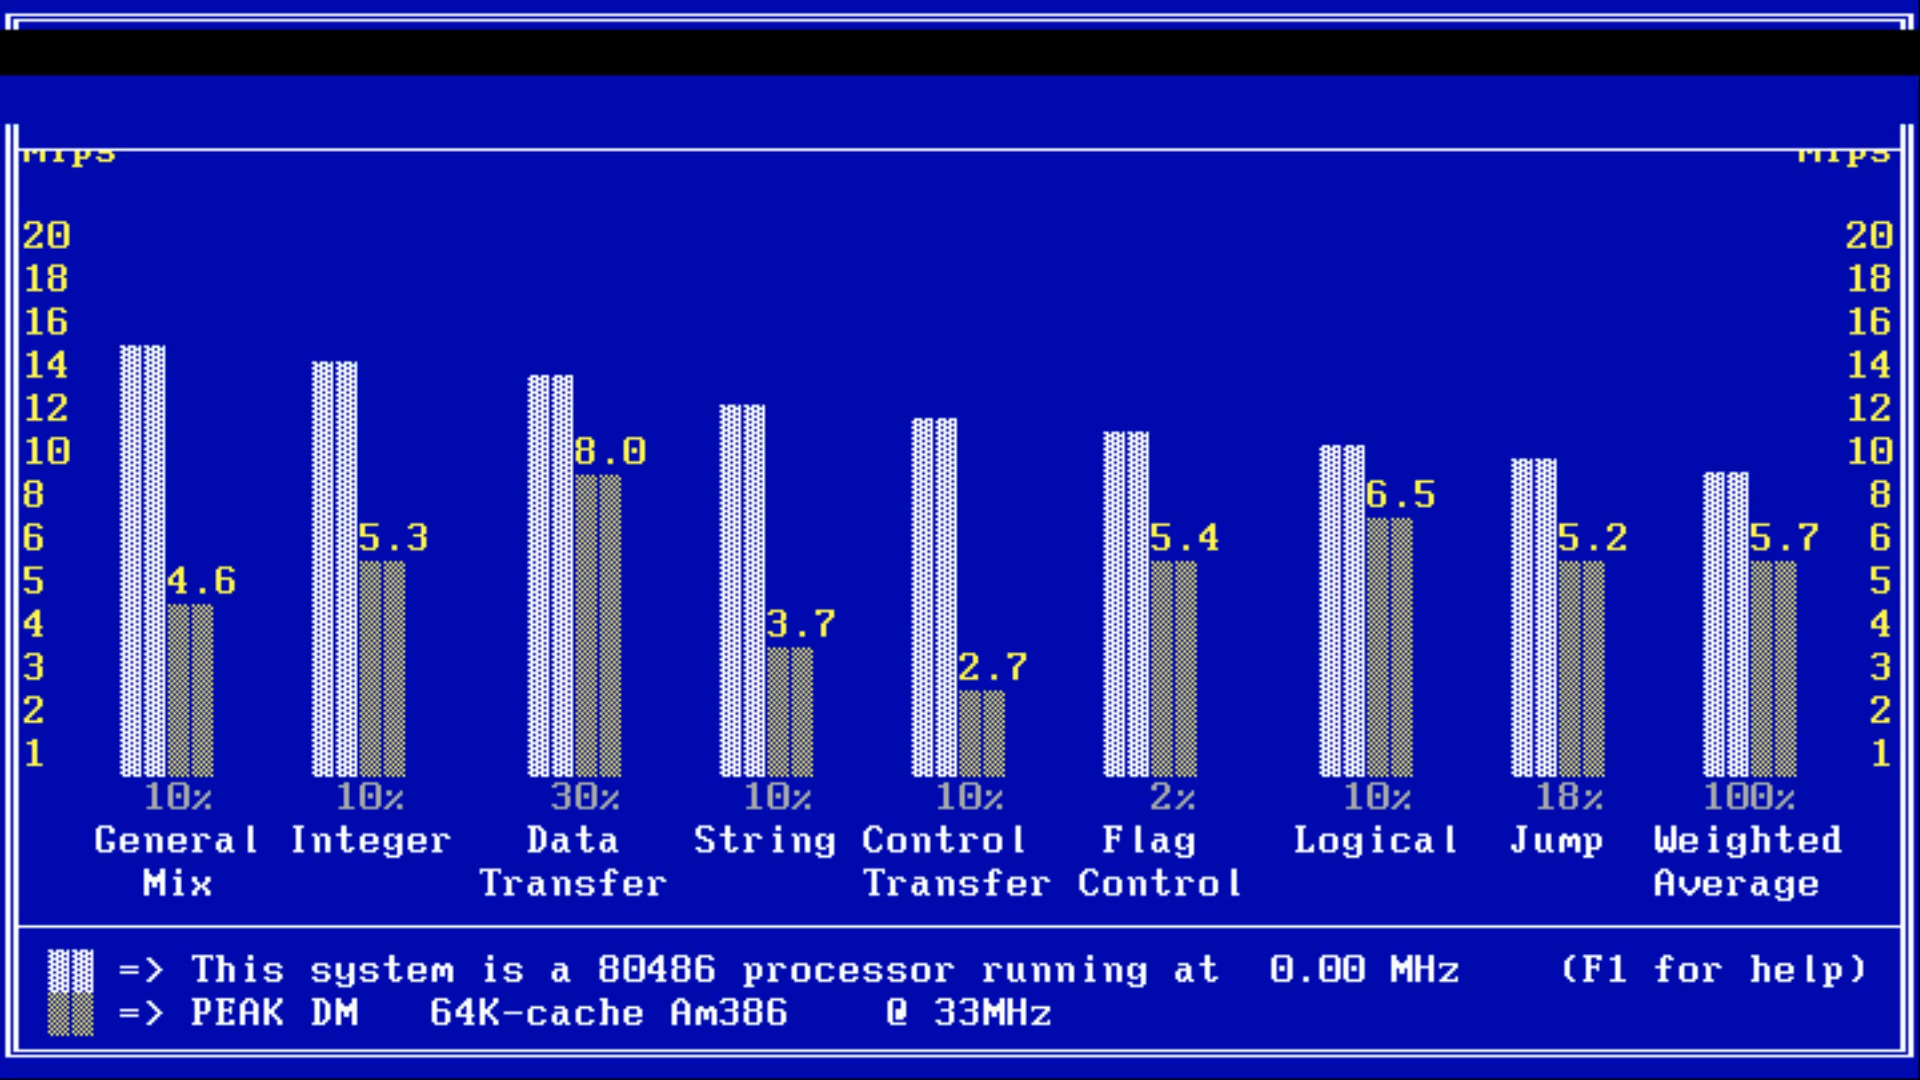 Mips Mips
20 20
18 18
16 16
14 14
12 12
10 8.0 10
8 6.5 8
6 5.3 5.4 5.2 5.7 6
5 4.6 5
4 3.7 4
3 2.7 3
2 2
1 1
10% 10% 30% 10% 10% 2% 10% 18% 100%
General Integer Data String Control Flag Logical Jump Weighted
Mix Transfer Transfer Control Average
=> This system is a 80486 processor running at 0.00 MHz (F1 for help)
=> PEAK DM 64K-cache Am386 @ 33MHz